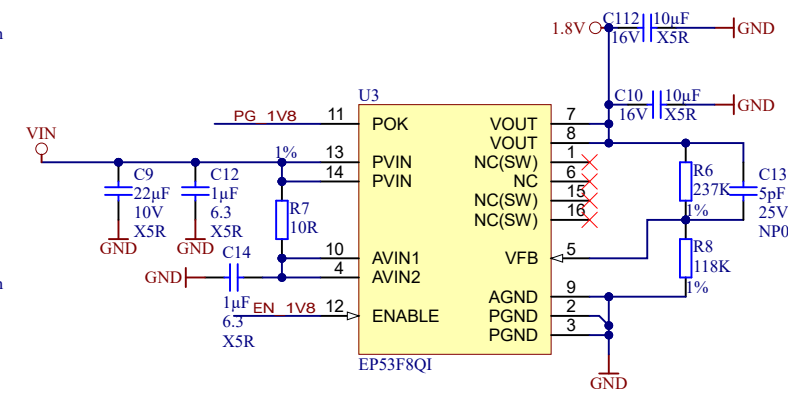 n
n
VIN
C9
22µF
10V
X5R
GND
C12
1µF
6.3
X5R
GND
1%
R7
10R
C14
GND
1µF
6.3
X5R
PG_1V8
EN_1V8
U3
11 POK
13 PVIN
14 PVIN
10 AVIN1
4 AVIN2
12 ENABLE
VOUT 7
VOUT 8
NC(SW) 1
NC 6
NC(SW) 15
NC(SW) 16
VFB 5
AGND 9
PGND 2
PGND 3
EP53F8QI
1.8V
C112 10µF
16V X5R
GND
C10 10µF
16V X5R
GND
R6
237K
1%
C13
5pF
25V
NP0
R8
118K
1%
GND